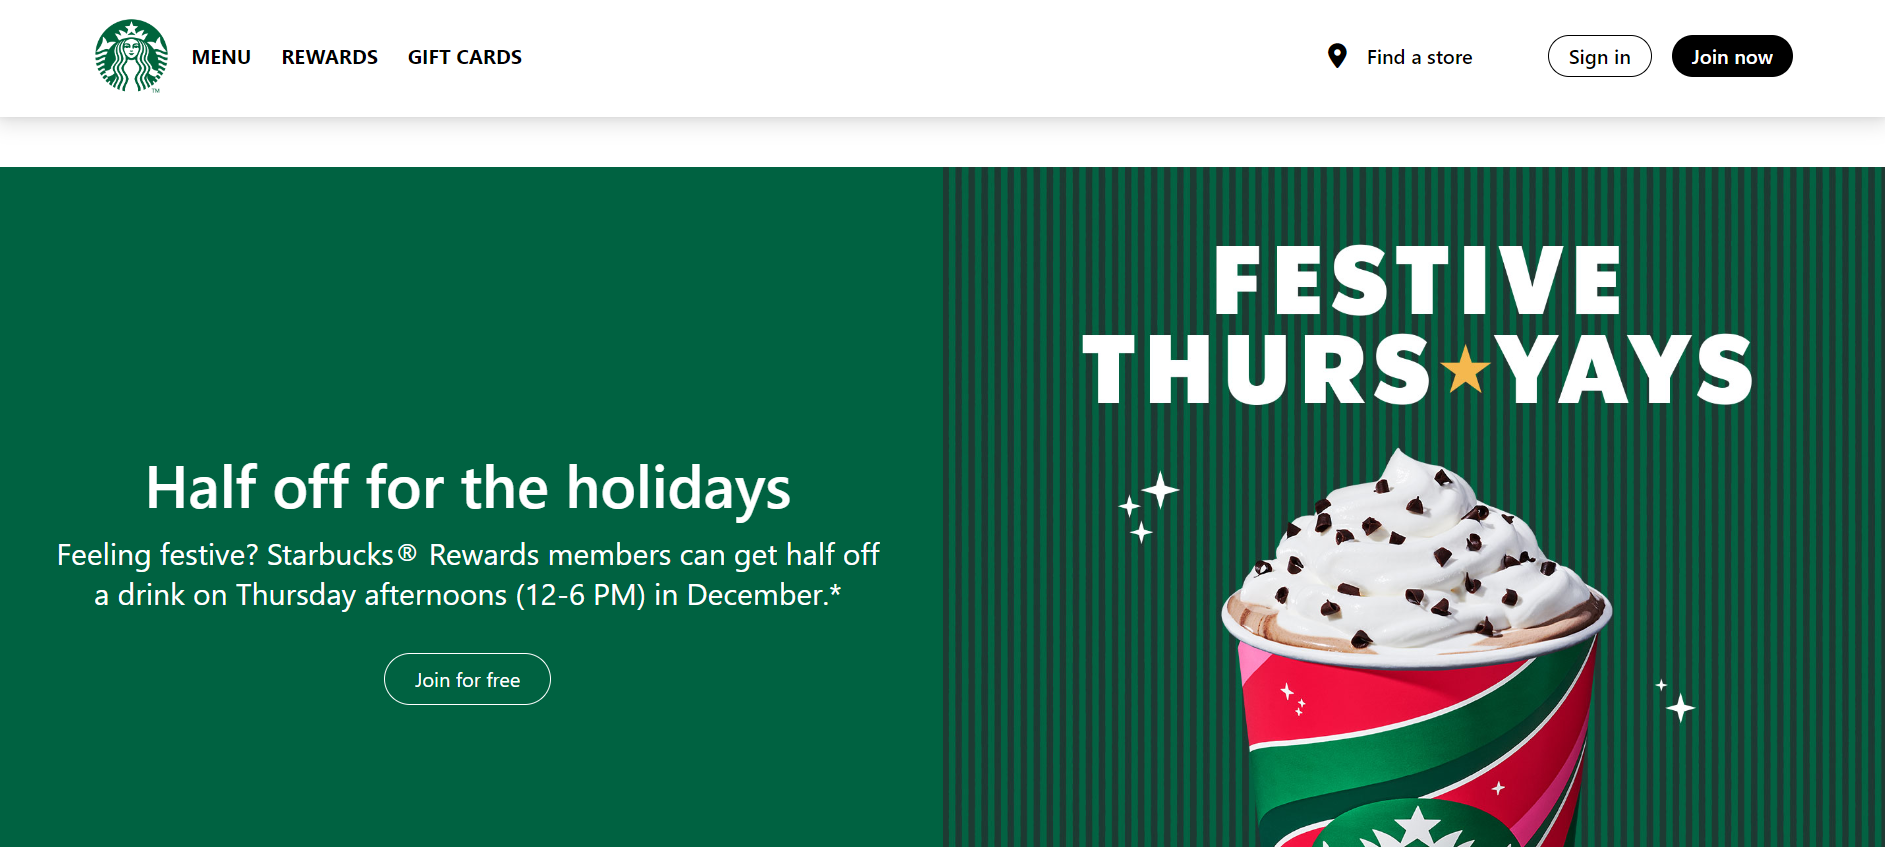 MENU REWARDS GIFT CARDS Find a store Sign in Join now
TM
FESTIVE
THURS★YAYS
Half off for the holidays
Feeling festive? Starbucks® Rewards members can get half off
a drink on Thursday afternoons (12-6 PM) in December.*
Join for free